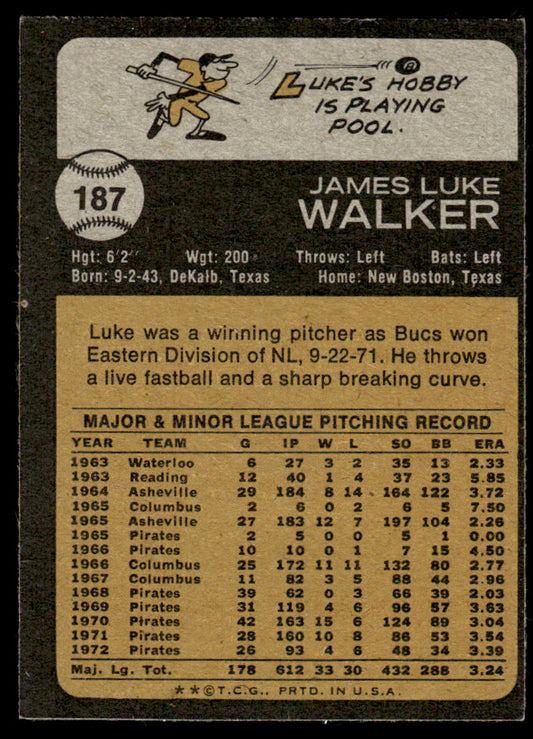 8
LUKE'S HOBBY
IS PLAYING
POOL.
187
JAMES LUKE
WALKER
Hgt: 6'2" Wgt: 200 Throws: Left Bats: Left
Born: 9-2-43, DeKalb, Texas Home: New Boston, Texas
Luke was a winning pitcher as Bucs won
Eastern Division of NL, 9-22-71. He throws
a live fastball and a sharp breaking curve.
MAJOR & MINOR LEAGUE PITCHING RECORD
YEAR TEAM G IP W L SO BB ERA
1963 Waterloo 6 27 3 2 35 13 2.33
1963 Reading 12 40 1 4 37 23 5.85
1964 Asheville 29 184 8 14 164 122 3.72
1965 Columbus 2 6 0 2 6 5 7.50
1965 Asheville 27 183 12 7 197 104 2.26
1965 Pirates 2 5 0 0 5 1 0.00
1966 Pirates 10 10 0 1 7 15 4.50
1966 Columbus 25 172 11 11 132 80 2.77
1967 Columbus 11 82 3 5 88 44 2.96
1968 Pirates 39 62 0 3 66 39 2.03
1969 Pirates 31 119 4 6 96 57 3.63
1970 Pirates 42 163 15 6 124 89 3.04
1971 Pirates 28 160 10 8 86 53 3.54
1972 Pirates 26 93 4 6 48 34 3.39
Maj. Lg. Tot. 178 612 33 30 432 288 3.24
**©T.C.G., PRTD. IN U.S.A.